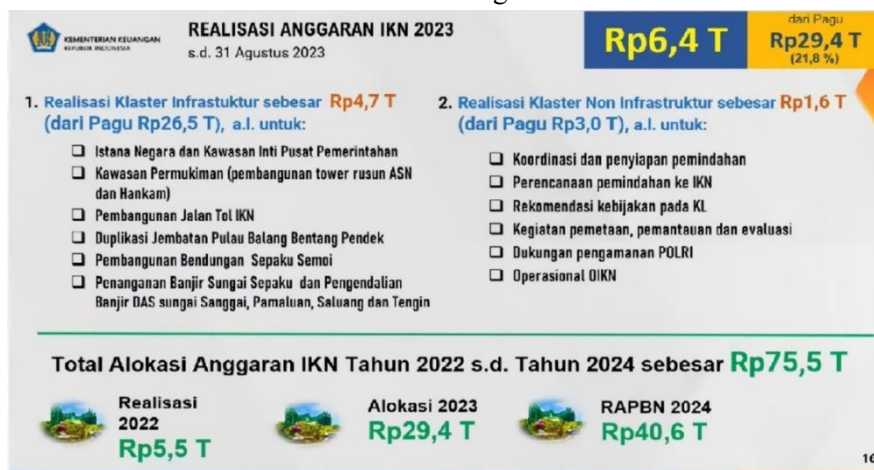 KEMENTERIAN KEUANGAN
REPUBLIK INDONESIA
REALISASI ANGGARAN IKN 2023
s.d. 31 Agustus 2023
Rp6,4 T
dari Pagu
Rp29,4 T
(21,8 %)
1. Realisasi Klaster Infrastuktur sebesar Rp4,7 T
(dari Pagu Rp26,5 T), a.l. untuk:
Istana Negara dan Kawasan Inti Pusat Pemerintahan
Kawasan Permukiman (pembangunan tower rusun ASN
dan Hankam)
Pembangunan Jalan Tol IKN
Duplikasi Jembatan Pulau Balang Bentang Pendek
Pembangunan Bendungan Sepaku Semoi
Penanganan Banjir Sungai Sepaku dan Pengendalian
Banjir DAS sungai Sanggai, Pamaluan, Saluang dan Tengin
2. Realisasi Klaster Non Infrastruktur sebesar Rp1,6 T
(dari Pagu Rp3,0 T), a.l. untuk:
Koordinasi dan penyiapan pemindahan
Perencanaan pemindahan ke IKN
Rekomendasi kebijakan pada KL
Kegiatan pemetaan, pemantauan dan evaluasi
Dukungan pengamanan POLRI
Operasional OIKN
Total Alokasi Anggaran IKN Tahun 2022 s.d. Tahun 2024 sebesar Rp75,5 T
Realisasi
2022
Rp5,5 T
Alokasi 2023
Rp29,4 T
RAPBN 2024
Rp40,6 T
16